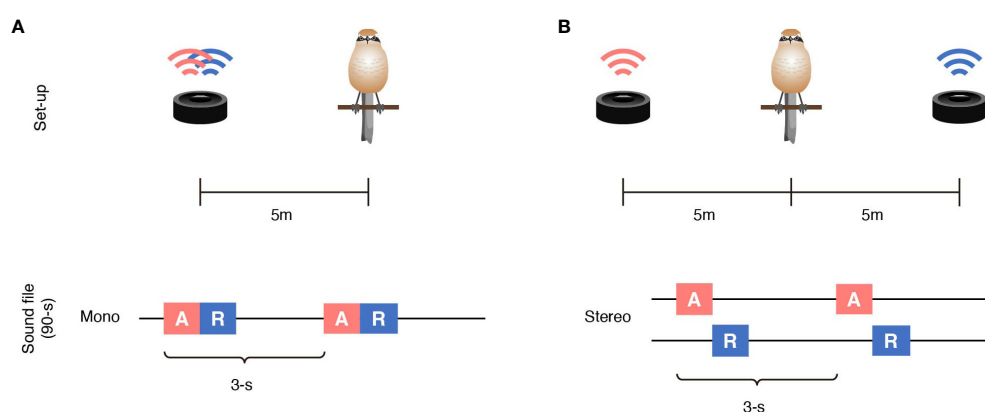 A
B
Set-up
5m
5m
5m
Sound file
(90-s)
Mono
A R
A R
3-s
Stereo
A
A
R
R
3-s